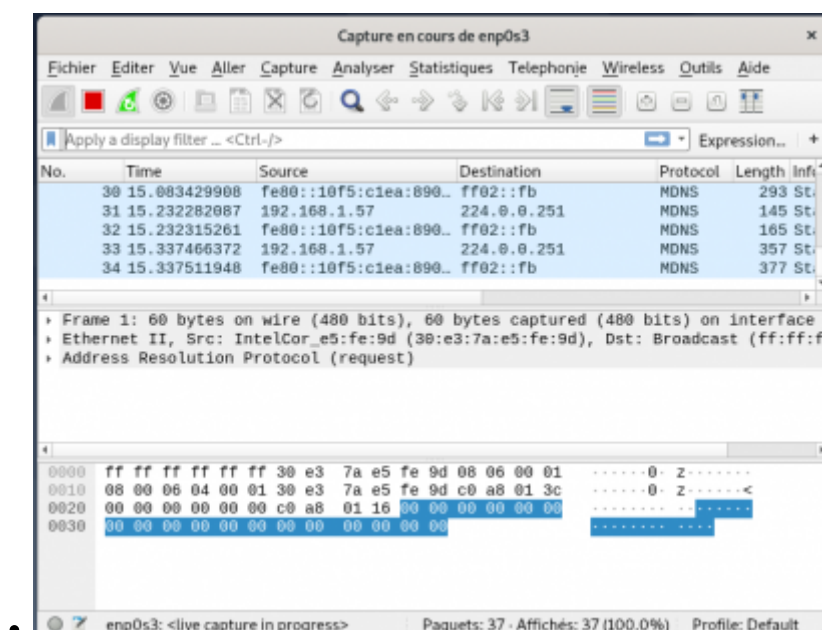 Capture en cours de enp0s3 ×
Fichier Editer Vue Aller Capture Analyser Statistiques Telephonie Wireless Outils Aide
Apply a display filter ... <Ctrl-/> Expression... +
No. Time Source Destination Protocol Length Info
30 15.083429908 fe80::10f5:c1ea:890… ff02::fb MDNS 293 St
31 15.232282087 192.168.1.57 224.0.0.251 MDNS 145 St
32 15.232315261 fe80::10f5:c1ea:890… ff02::fb MDNS 165 St
33 15.337466372 192.168.1.57 224.0.0.251 MDNS 357 St
34 15.337511948 fe80::10f5:c1ea:890… ff02::fb MDNS 377 St
Frame 1: 60 bytes on wire (480 bits), 60 bytes captured (480 bits) on interface
Ethernet II, Src: IntelCor_e5:fe:9d (30:e3:7a:e5:fe:9d), Dst: Broadcast (ff:ff:f
Address Resolution Protocol (request)
0000 ff ff ff ff ff ff 30 e3 7a e5 fe 9d 08 06 00 01 ······0· z·······
0010 08 00 06 04 00 01 30 e3 7a e5 fe 9d c0 a8 01 3c ······0· z······<
0020 00 00 00 00 00 00 c0 a8 01 16 00 00 00 00 00 00 ········ ········
0030 00 00 00 00 00 00 00 00 00 00 00 00 ········ ····
enp0s3: <live capture in progress> Paquets: 37 · Affichés: 37 (100.0%) Profile: Default